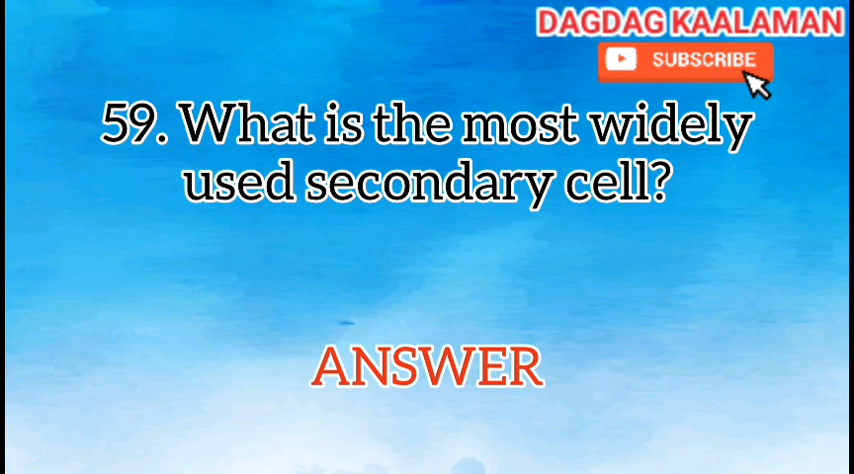 DAGDAG KAALAMAN
SUBSCRIBE
59. What is the most widely
used secondary cell?
ANSWER